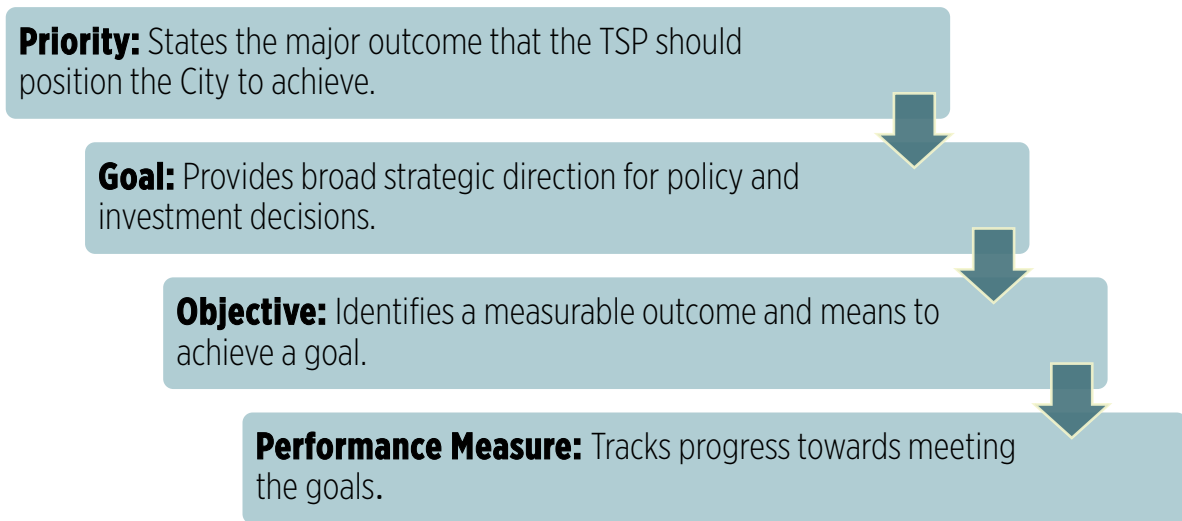 Priority: States the major outcome that the TSP should
position the City to achieve.
Goal: Provides broad strategic direction for policy and
investment decisions.
Objective: Identifies a measurable outcome and means to
achieve a goal.
Performance Measure: Tracks progress towards meeting
the goals.